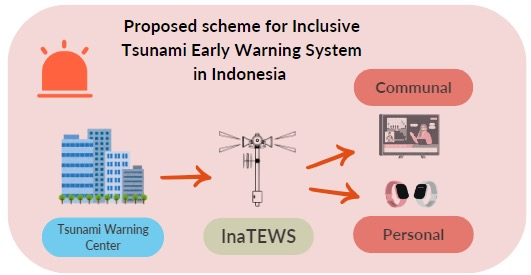 Proposed scheme for Inclusive
Tsunami Early Warning System
in Indonesia
Communal
Tsunami Warning
Center
InaTEWS
Personal